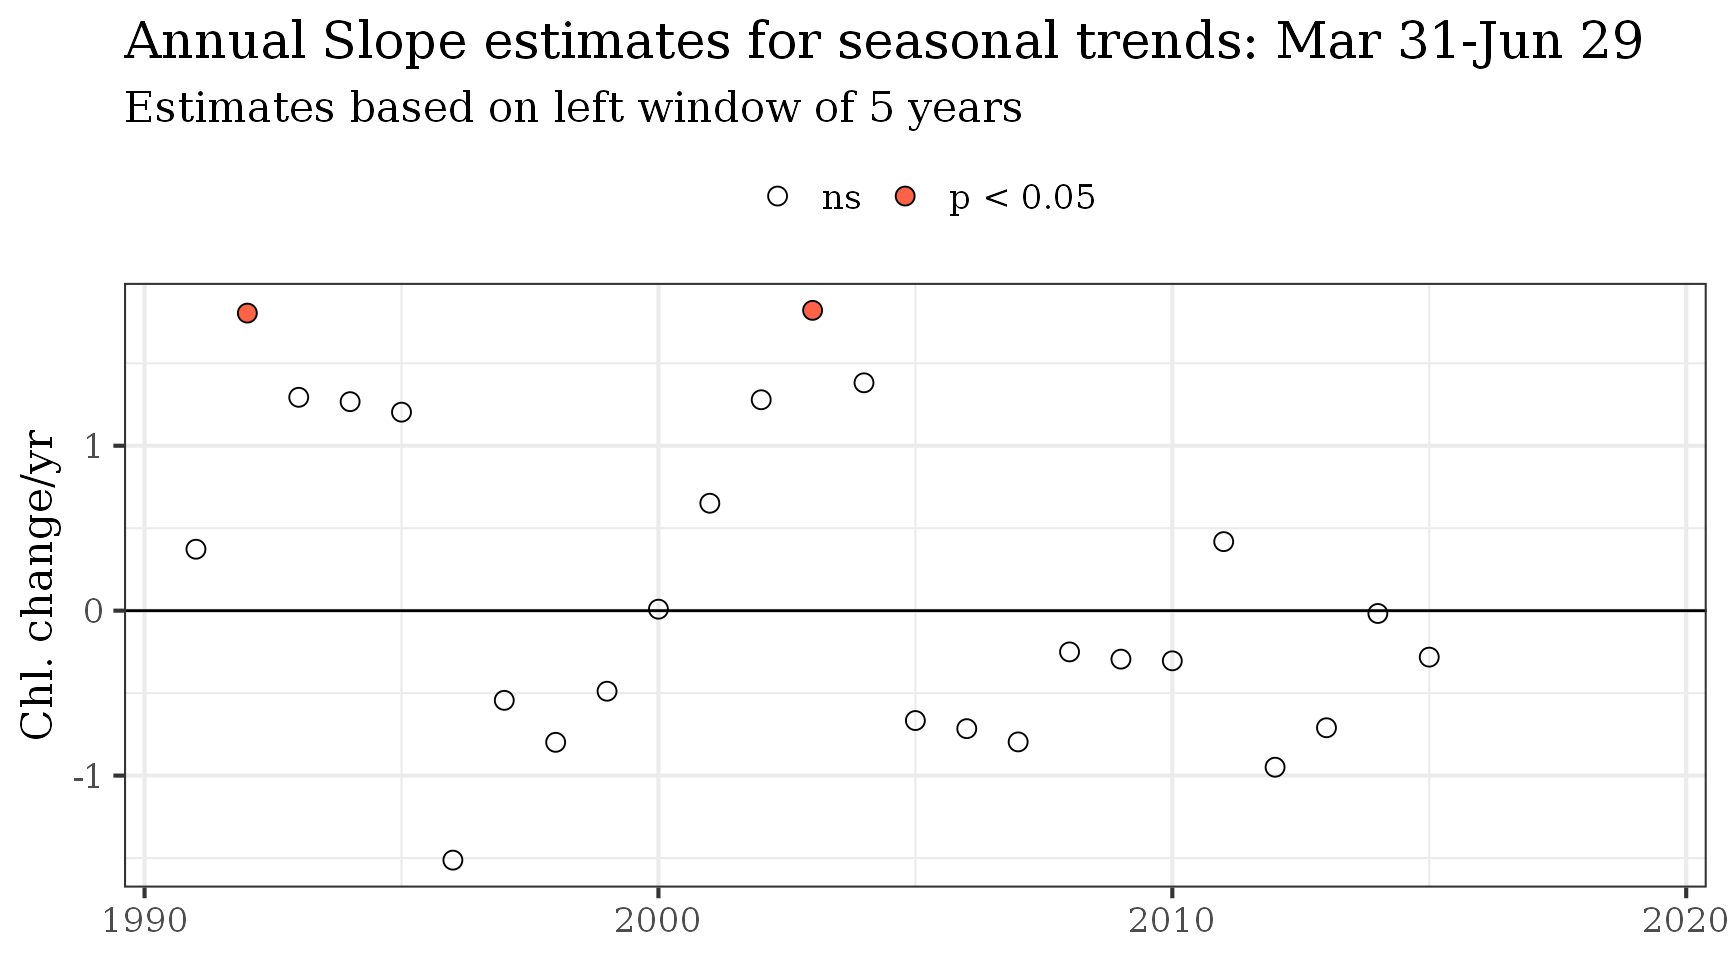 Annual Slope estimates for seasonal trends: Mar 31-Jun 29
Estimates based on left window of 5 years
ns p < 0.05
Chl. change/yr
1
0
-1
1990 2000 2010 2020